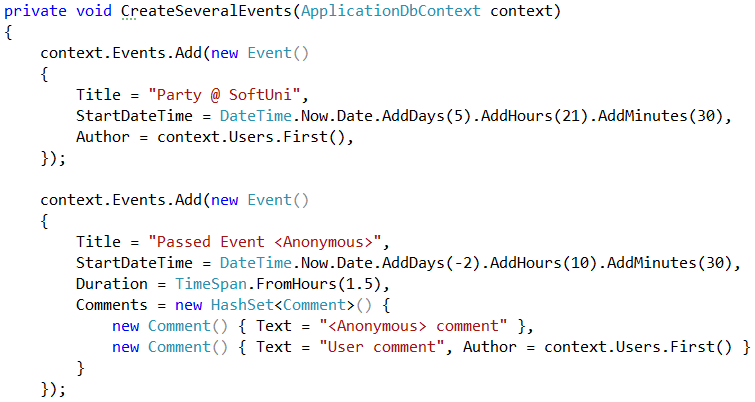 private void CreateSeveralEvents(ApplicationDbContext context)
{
    context.Events.Add(new Event()
    {
        Title = "Party @ SoftUni",
        StartDateTime = DateTime.Now.Date.AddDays(5).AddHours(21).AddMinutes(30),
        Author = context.Users.First(),
    });

    context.Events.Add(new Event()
    {
        Title = "Passed Event <Anonymous>",
        StartDateTime = DateTime.Now.Date.AddDays(-2).AddHours(10).AddMinutes(30),
        Duration = TimeSpan.FromHours(1.5),
        Comments = new HashSet<Comment>() {
            new Comment() { Text = "<Anonymous> comment" },
            new Comment() { Text = "User comment", Author = context.Users.First() }
        }
    });